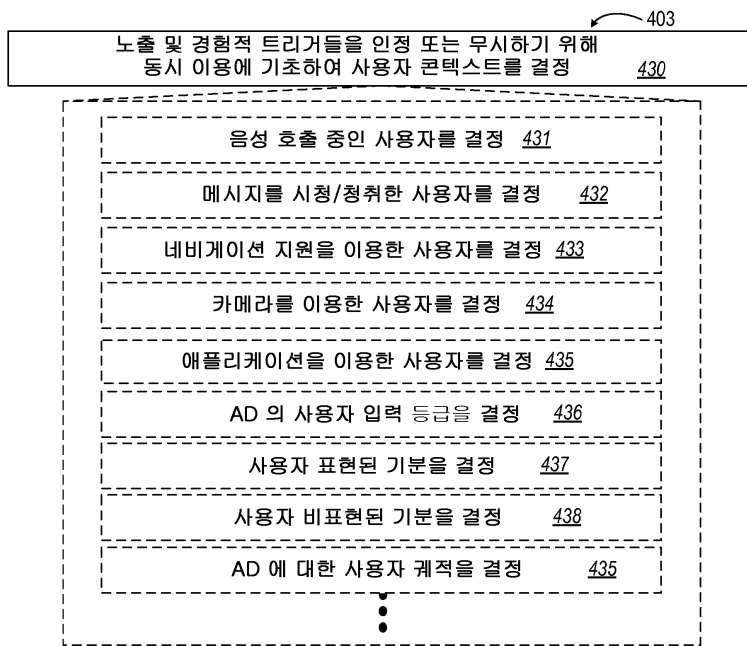 403
노출 및 경험적 트리거들을 인정 또는 무시하기 위해
동시 이용에 기초하여 사용자 콘텍스트를 결정 430
음성 호출 중인 사용자를 결정 431
메시지를 시청/청취한 사용자를 결정 432
네비게이션 지원을 이용한 사용자를 결정 433
카메라를 이용한 사용자를 결정 434
애플리케이션을 이용한 사용자를 결정 435
AD 의 사용자 입력 등급을 결정 436
사용자 표현된 기분을 결정 437
사용자 비표현된 기분을 결정 438
AD 에 대한 사용자 궤적을 결정 435